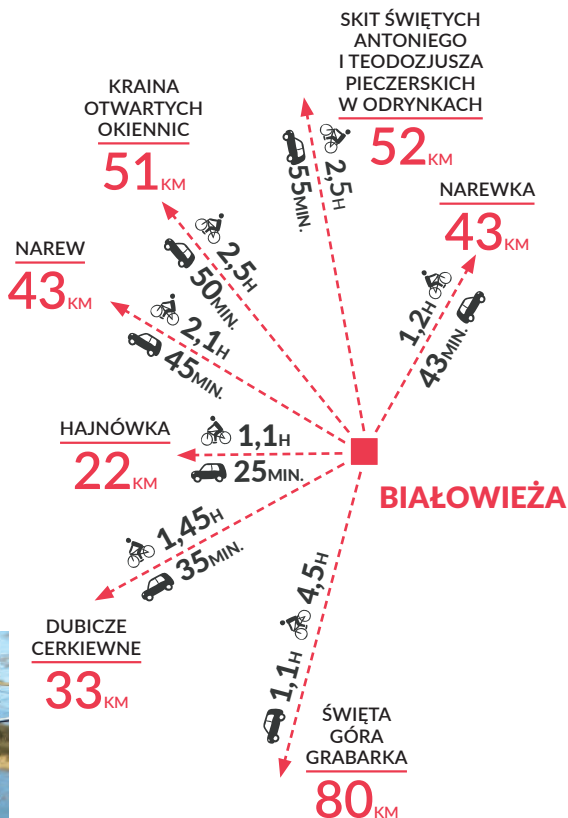 SKIT ŚWIĘTYCH
ANTONIEGO
I TEODOZJUSZA
PIECZERSKICH
W ODRYNKACH
52KM
55MIN.
2,5H
KRAINA
OTWARTYCH
OKIENNIC
51KM
2,5H
50MIN.
NAREWKA
43KM
1,2H
43MIN.
NAREW
43KM
2,1H
45MIN.
HAJNÓWKA
22KM
1,1H
25MIN.
BIAŁOWIEŻA
1,45H
35MIN.
DUBICZE
CERKIEWNE
33KM
4,5H
1,1H
ŚWIĘTA
GÓRA
GRABARKA
80KM